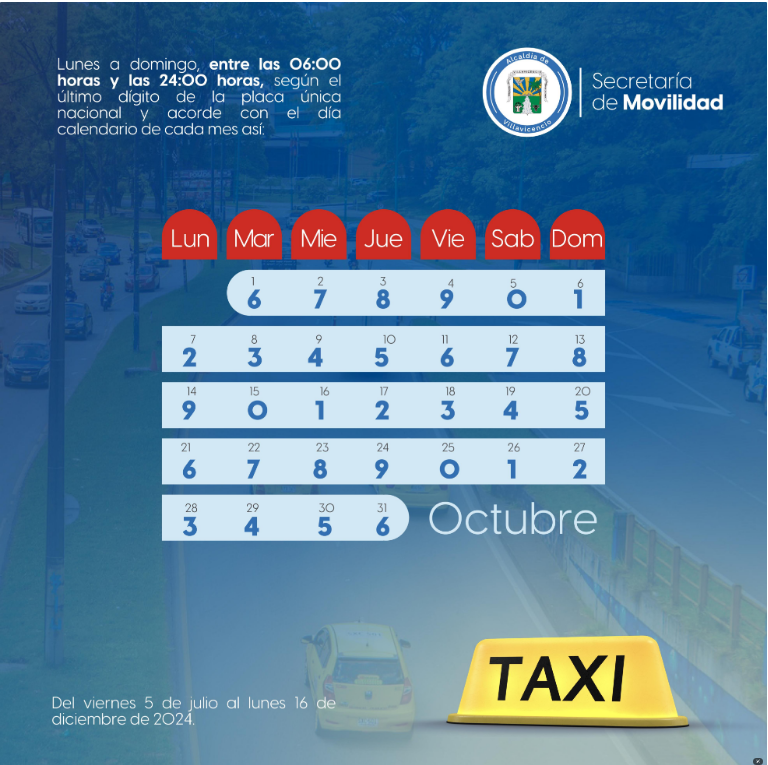 Lunes a domingo, entre las 06:00
horas y las 24:00 horas, según el
último dígito de la placa única
nacional y acorde con el día
calendario de cada mes así:
Alcaldía de
Villavicencio
Secretaría
de Movilidad
Lun Mar Mie Jue Vie Sab Dom
1 2 3 4 5 6
6 7 8 9 0 1
7 8 9 10 11 12 13
2 3 4 5 6 7 8
14 15 16 17 18 19 20
9 0 1 2 3 4 5
21 22 23 24 25 26 27
6 7 8 9 0 1 2
28 29 30 31
3 4 5 6
Octubre
TAXI
Del viernes 5 de julio al lunes 16 de
diciembre de 2024.